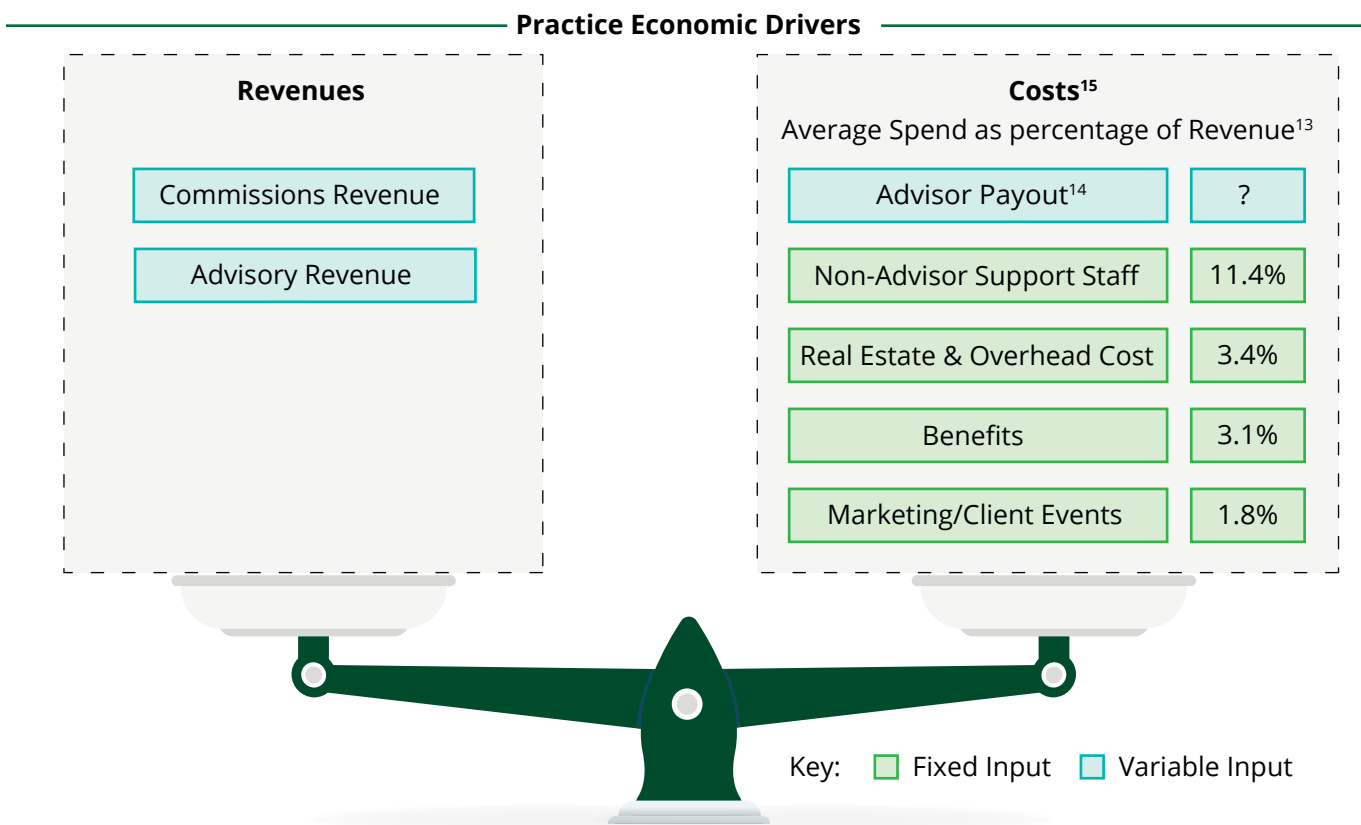 Practice Economic Drivers
Revenues
Commissions Revenue
Advisory Revenue
Costs15
Average Spend as percentage of Revenue13
Advisor Payout14 ?
Non-Advisor Support Staff 11.4%
Real Estate & Overhead Cost 3.4%
Benefits 3.1%
Marketing/Client Events 1.8%
Key: Fixed Input Variable Input